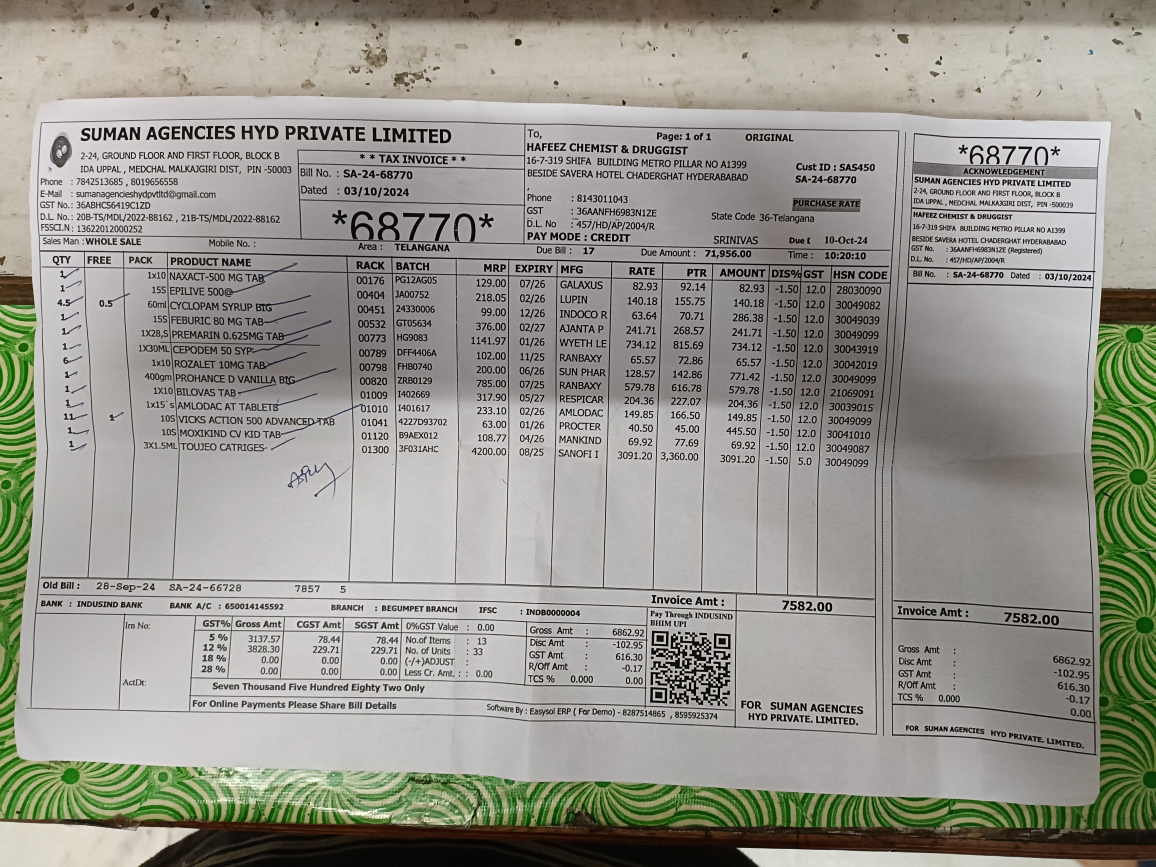 SUMAN AGENCIES HYD PRIVATE LIMITED
2-24, GROUND FLOOR AND FIRST FLOOR, BLOCK B
IDA UPPAL , MEDCHAL MALKAJGIRI DIST, PIN -50003
Phone : 7842513685 , 8019656558
E-Mail : sumanagencieshydpvtltd@gmail.com
GST No.: 36ABHCS6419C1ZD
D.L. No.: 20B-TS/MDL/2022-88162 , 21B-TS/MDL/2022-88162
FSSCI.N : 13622012000252
* * TAX INVOICE * *
Bill No. : SA-24-68770
Dated : 03/10/2024
*68770*
To, Page: 1 of 1 ORIGINAL
HAFEEZ CHEMIST & DRUGGIST
16-7-319 SHIFA BUILDING METRO PILLAR NO A1399
BESIDE SAVERA HOTEL CHADERGHAT HYDERABABAD
,
Cust ID : SAS450
SA-24-68770
Phone : 8143011043 PURCHASE RATE
GST : 36AANFH6983N1ZE
D.L. No : 457/HD/AP/2004/R State Code 36-Telangana
PAY MODE : CREDIT SRINIVAS Due D 10-Oct-24
Sales Man : WHOLE SALE Mobile No. : Area : TELANGANA Due Bill : 17 Due Amount : 71,956.00 Time : 10:20:10
QTY FREE PACK PRODUCT NAME RACK BATCH MRP EXPIRY MFG RATE PTR AMOUNT DIS% GST HSN CODE
1 1x10 NAXACT-500 MG TAB 00176 PG12AG05 129.00 07/26 GALAXUS 82.93 92.14 82.93 -1.50 12.0 28030090
1 15S EPILIVE 500@ 00404 JA00752 218.05 02/26 LUPIN 140.18 155.75 140.18 -1.50 12.0 30049082
4.5 0.5 60ml CYCLOPAM SYRUP BIG 00451 24330006 99.00 12/26 INDOCO R 63.64 70.71 286.38 -1.50 12.0 30049039
1 15S FEBURIC 80 MG TAB 00532 GT05634 376.00 02/27 AJANTA P 241.71 268.57 241.71 -1.50 12.0 30049099
1 1X28,S PREMARIN 0.625MG TAB 00773 HG9083 1141.97 01/26 WYETH LE 734.12 815.69 734.12 -1.50 12.0 30043919
1 1X30ML CEPODEM 50 SYP 00789 DFF4406A 102.00 11/25 RANBAXY 65.57 72.86 65.57 -1.50 12.0 30042019
6 1x10 ROZALET 10MG TAB 00798 FHB0740 200.00 06/26 SUN PHAR 128.57 142.86 771.42 -1.50 12.0 30049099
1 400gm PROHANCE D VANILLA BIG 00820 ZRB0129 785.00 07/25 RANBAXY 579.78 616.78 579.78 -1.50 12.0 21069091
1 1X10 BILOVAS TAB 01009 I402669 317.90 05/27 RESPICAR 204.36 227.07 204.36 -1.50 12.0 30039015
1 1x15`s AMLODAC AT TABLETS 01010 I401617 233.10 02/26 AMLODAC 149.85 166.50 149.85 -1.50 12.0 30049099
11 1 10S VICKS ACTION 500 ADVANCED TAB 01041 4227D93702 63.00 01/26 PROCTER 40.50 45.00 445.50 -1.50 12.0 30041010
1 10S MOXIKIND CV KID TAB 01120 B9AEX012 108.77 04/26 MANKIND 69.92 77.69 69.92 -1.50 12.0 30049087
1 3X1.5ML TOUJEO CATRIGES 01300 3F031AHC 4200.00 08/25 SANOFI I 3091.20 3,360.00 3091.20 -1.50 5.0 30049099
Old Bill : 28-Sep-24 SA-24-66728 7857 5
Invoice Amt : 7582.00
BANK : INDUSIND BANK BANK A/C : 650014145592 BRANCH : BEGUMPET BRANCH IFSC : INDB0000004
Irn No:
ActDt:
GST% Gross Amt CGST Amt SGST Amt
5 % 3137.57 78.44 78.44
12 % 3828.30 229.71 229.71
18 % 0.00 0.00 0.00
28 % 0.00 0.00 0.00
0%GST Value : 0.00
No.of Items : 13
No. of Units : 33
(-/+)ADJUST :
Less Cr. Amt. : : 0.00
Gross Amt : 6862.92
Disc Amt : -102.95
GST Amt : 616.30
R/Off Amt : -0.17
TCS % 0.000 0.00
Pay Through INDUSIND
BHIM UPI
Seven Thousand Five Hundred Eighty Two Only
For Online Payments Please Share Bill Details
Software By : Easysol ERP ( For Demo) - 8287514865 , 8595925374
FOR SUMAN AGENCIES
HYD PRIVATE. LIMITED.
*68770*
ACKNOWLEDGEMENT
SUMAN AGENCIES HYD PRIVATE LIMITED
2-24, GROUND FLOOR AND FIRST FLOOR, BLOCK B
IDA UPPAL , MEDCHAL MALKAJGIRI DIST, PIN -500039
HAFEEZ CHEMIST & DRUGGIST
16-7-319 SHIFA BUILDING METRO PILLAR NO A1399
BESIDE SAVERA HOTEL CHADERGHAT HYDERABABAD
GST No. : 36AANFH6983N1ZE (Registered)
D.L. No. : 457/HD/AP/2004/R
Bill No. : SA-24-68770 Dated : 03/10/2024
Invoice Amt : 7582.00
Gross Amt : 6862.92
Disc Amt : -102.95
GST Amt : 616.30
R/Off Amt : -0.17
TCS % 0.000 0.00
FOR SUMAN AGENCIES HYD PRIVATE. LIMITED.